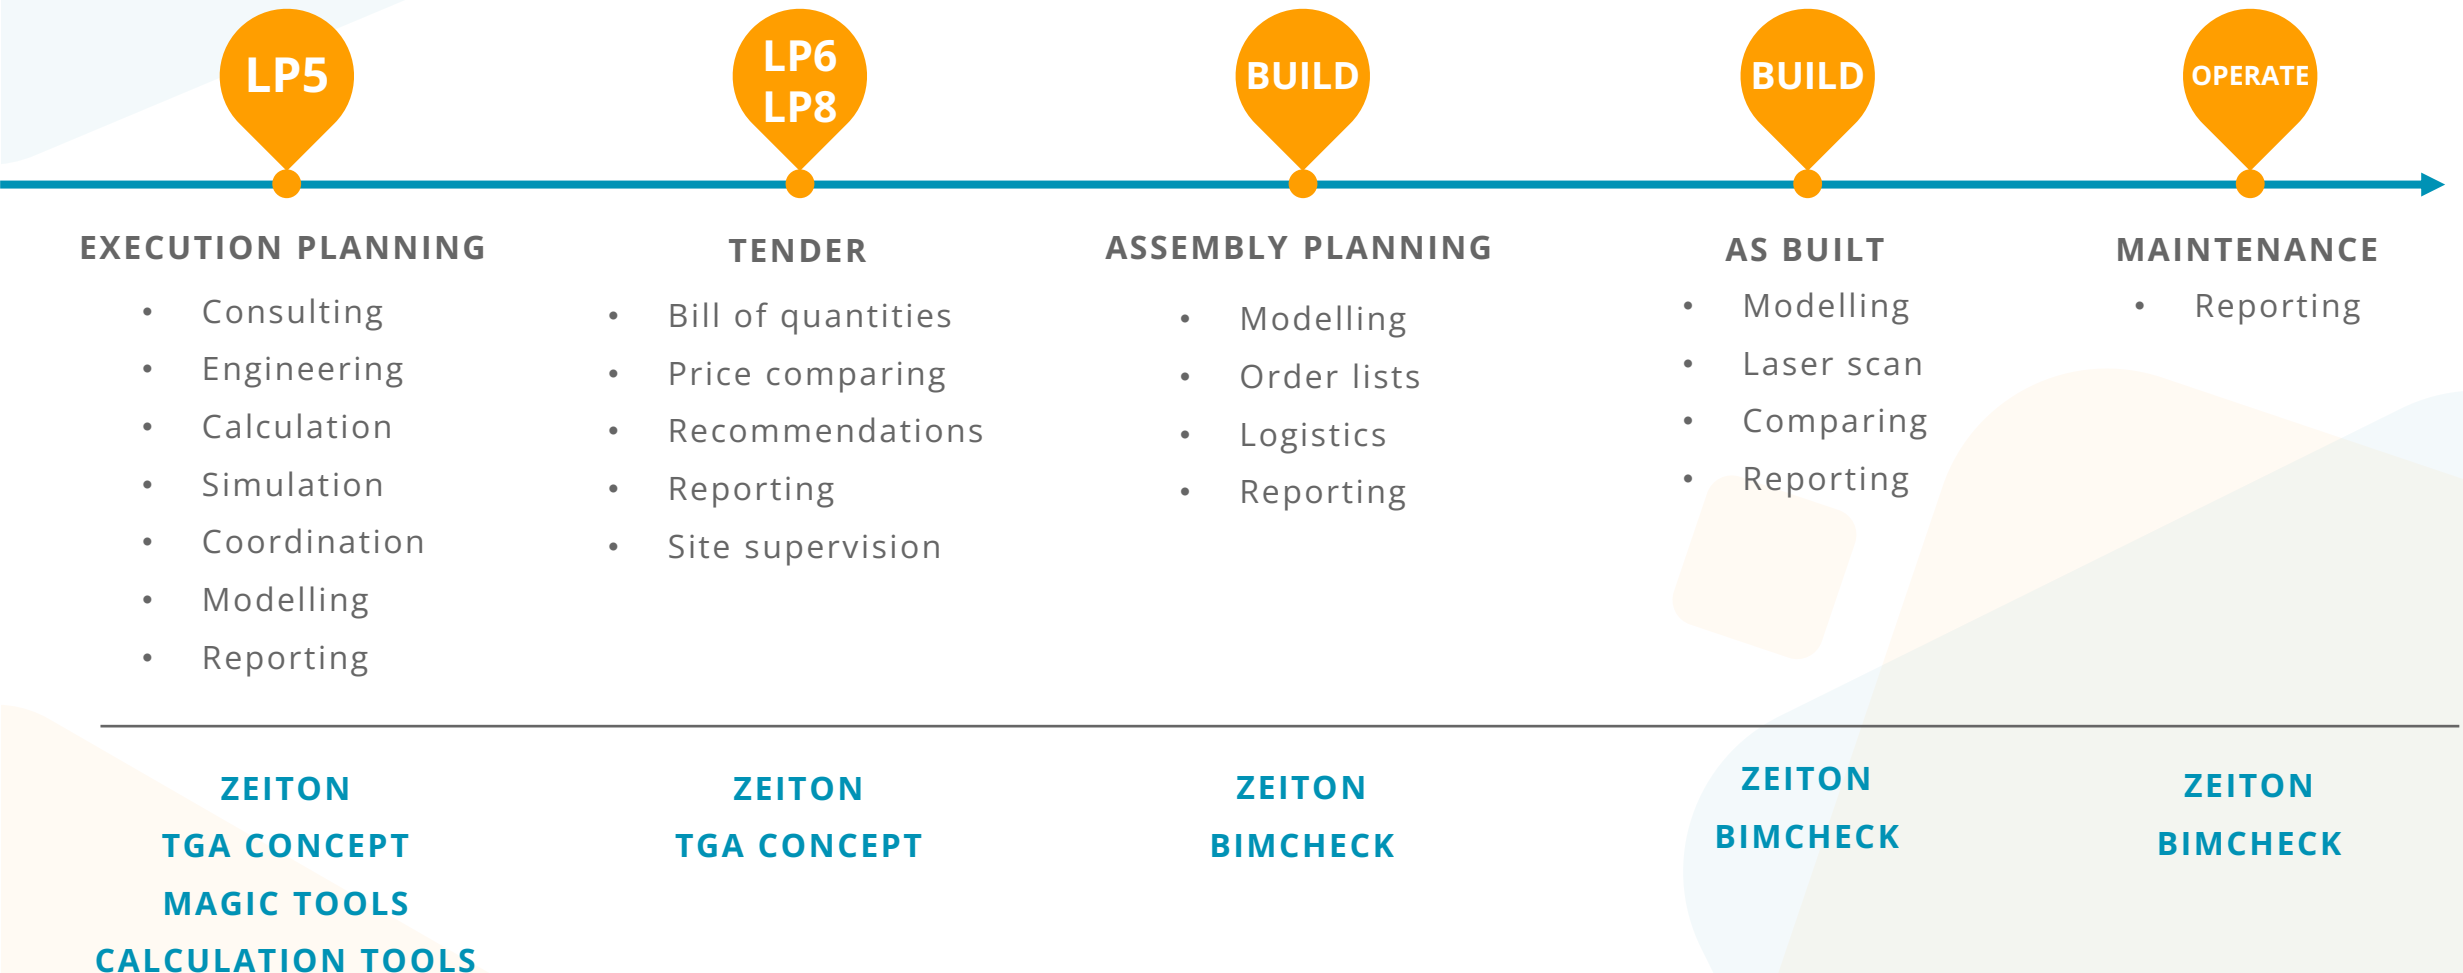 LP5
LP6
LP8
BUILD
BUILD
OPERATE
EXECUTION PLANNING
• Consulting
• Engineering
• Calculation
• Simulation
• Coordination
• Modelling
• Reporting
TENDER
• Bill of quantities
• Price comparing
• Recommendations
• Reporting
• Site supervision
ASSEMBLY PLANNING
• Modelling
• Order lists
• Logistics
• Reporting
AS BUILT
• Modelling
• Laser scan
• Comparing
• Reporting
MAINTENANCE
• Reporting
ZEITON
TGA CONCEPT
MAGIC TOOLS
CALCULATION TOOLS
ZEITON
TGA CONCEPT
ZEITON
BIMCHECK
ZEITON
BIMCHECK
ZEITON
BIMCHECK